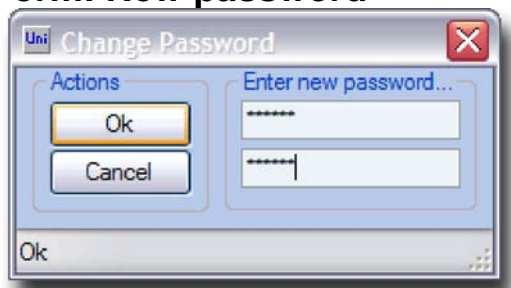 Uni Change Password
Actions
Ok
Cancel
Enter new password...
******
******
Ok